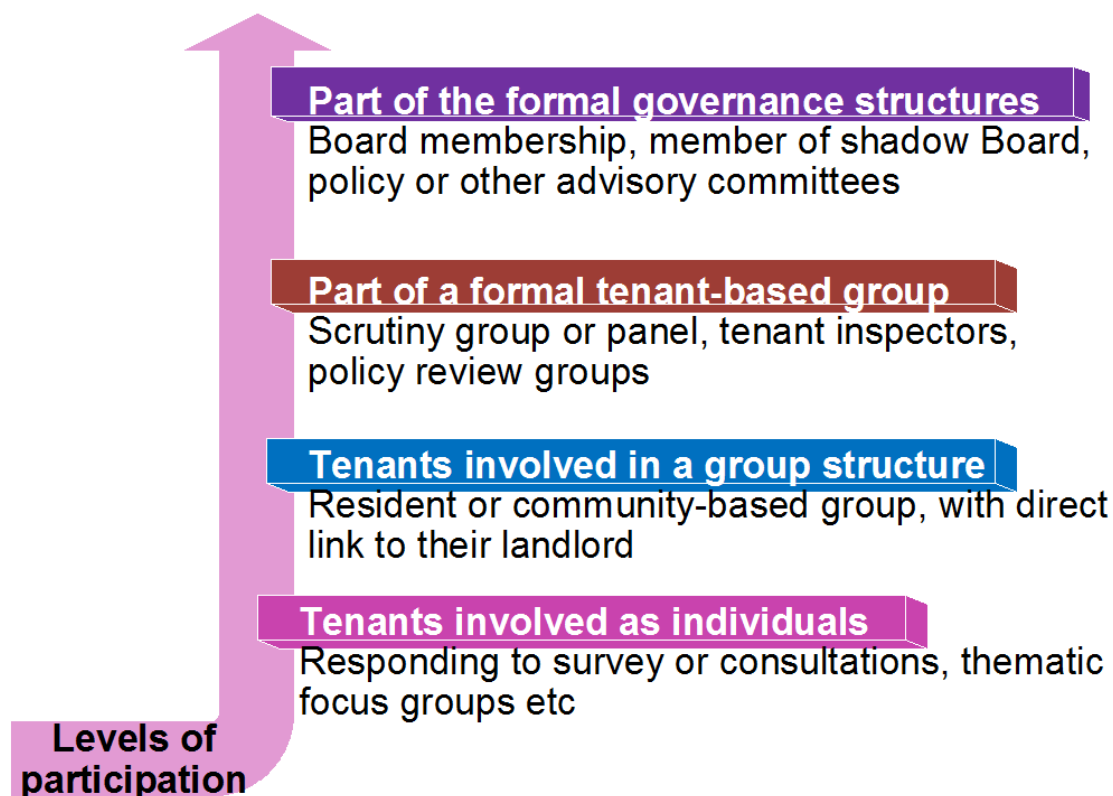 Part of the formal governance structures
Board membership, member of shadow Board,
policy or other advisory committees
Part of a formal tenant-based group
Scrutiny group or panel, tenant inspectors,
policy review groups
Tenants involved in a group structure
Resident or community-based group, with direct
link to their landlord
Tenants involved as individuals
Responding to survey or consultations, thematic
focus groups etc
Levels of
participation